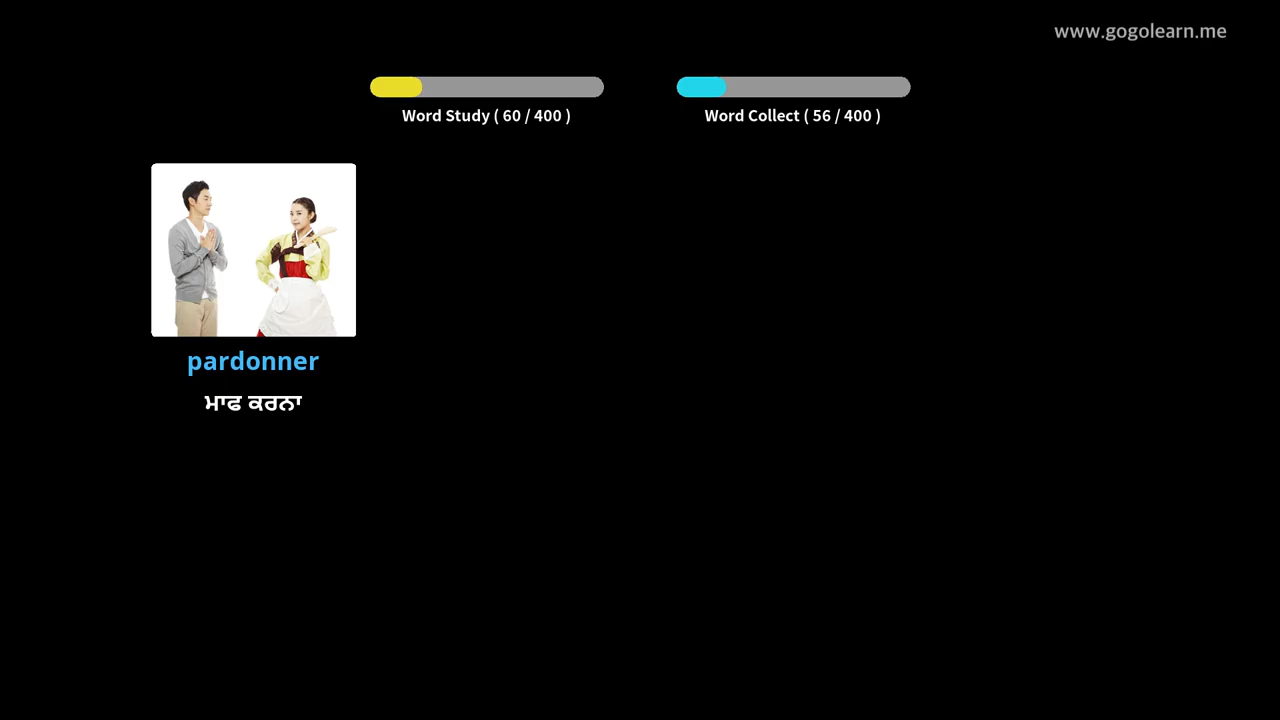 www.gogolearn.me
Word Study ( 60 / 400 )
Word Collect ( 56 / 400 )
pardonner
ਮਾਫ ਕਰਨਾ